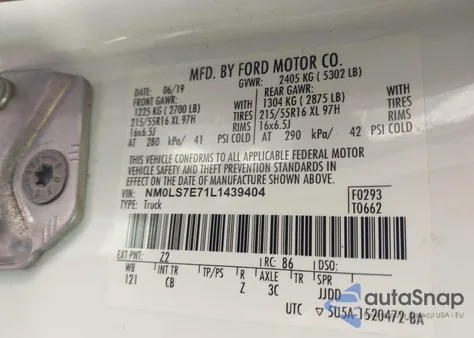 MFD. BY FORD MOTOR CO.
DATE: 06/19 GVWR: 2405 KG ( 5302 LB)
FRONT GAWR: REAR GAWR:
1225 KG ( 2700 LB) WITH 1304 KG ( 2875 LB) WITH
215/55R16 XL 97H TIRES 215/55R16 XL 97H TIRES
16x6.5J RIMS 16x6.5J RIMS
AT 280 kPa/ 41 PSI COLD AT 290 kPa/ 42 PSI COLD
THIS VEHICLE CONFORMS TO ALL APPLICABLE FEDERAL MOTOR
VEHICLE SAFETY AND THEFT PREVENTION STANDARDS IN
EFFECT ON THE DATE OF MANUFACTURE SHOWN ABOVE.
VIN: NM0LS7E71L1439404 F0293
TYPE: Truck T0662
EXT PNT: Z2 RC: 86 DSO:
WB INT TR TP/PS R AXLE TR SPR
121 CB Z 3C JJDD
UTC ▽ 5U5A-1520472-BA
autoSnap
USA i EU